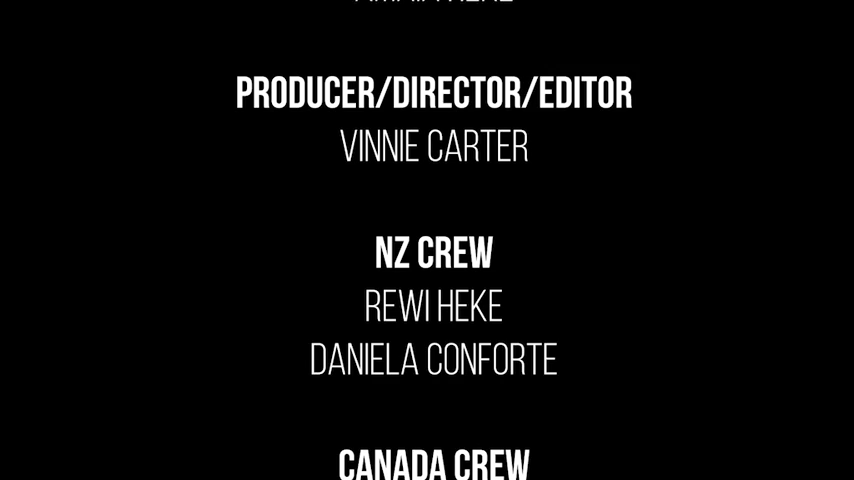 PRODUCER/DIRECTOR/EDITOR
VINNIE CARTER
NZ CREW
REWI HEKE
DANIELA CONFORTE
CANADA CREW